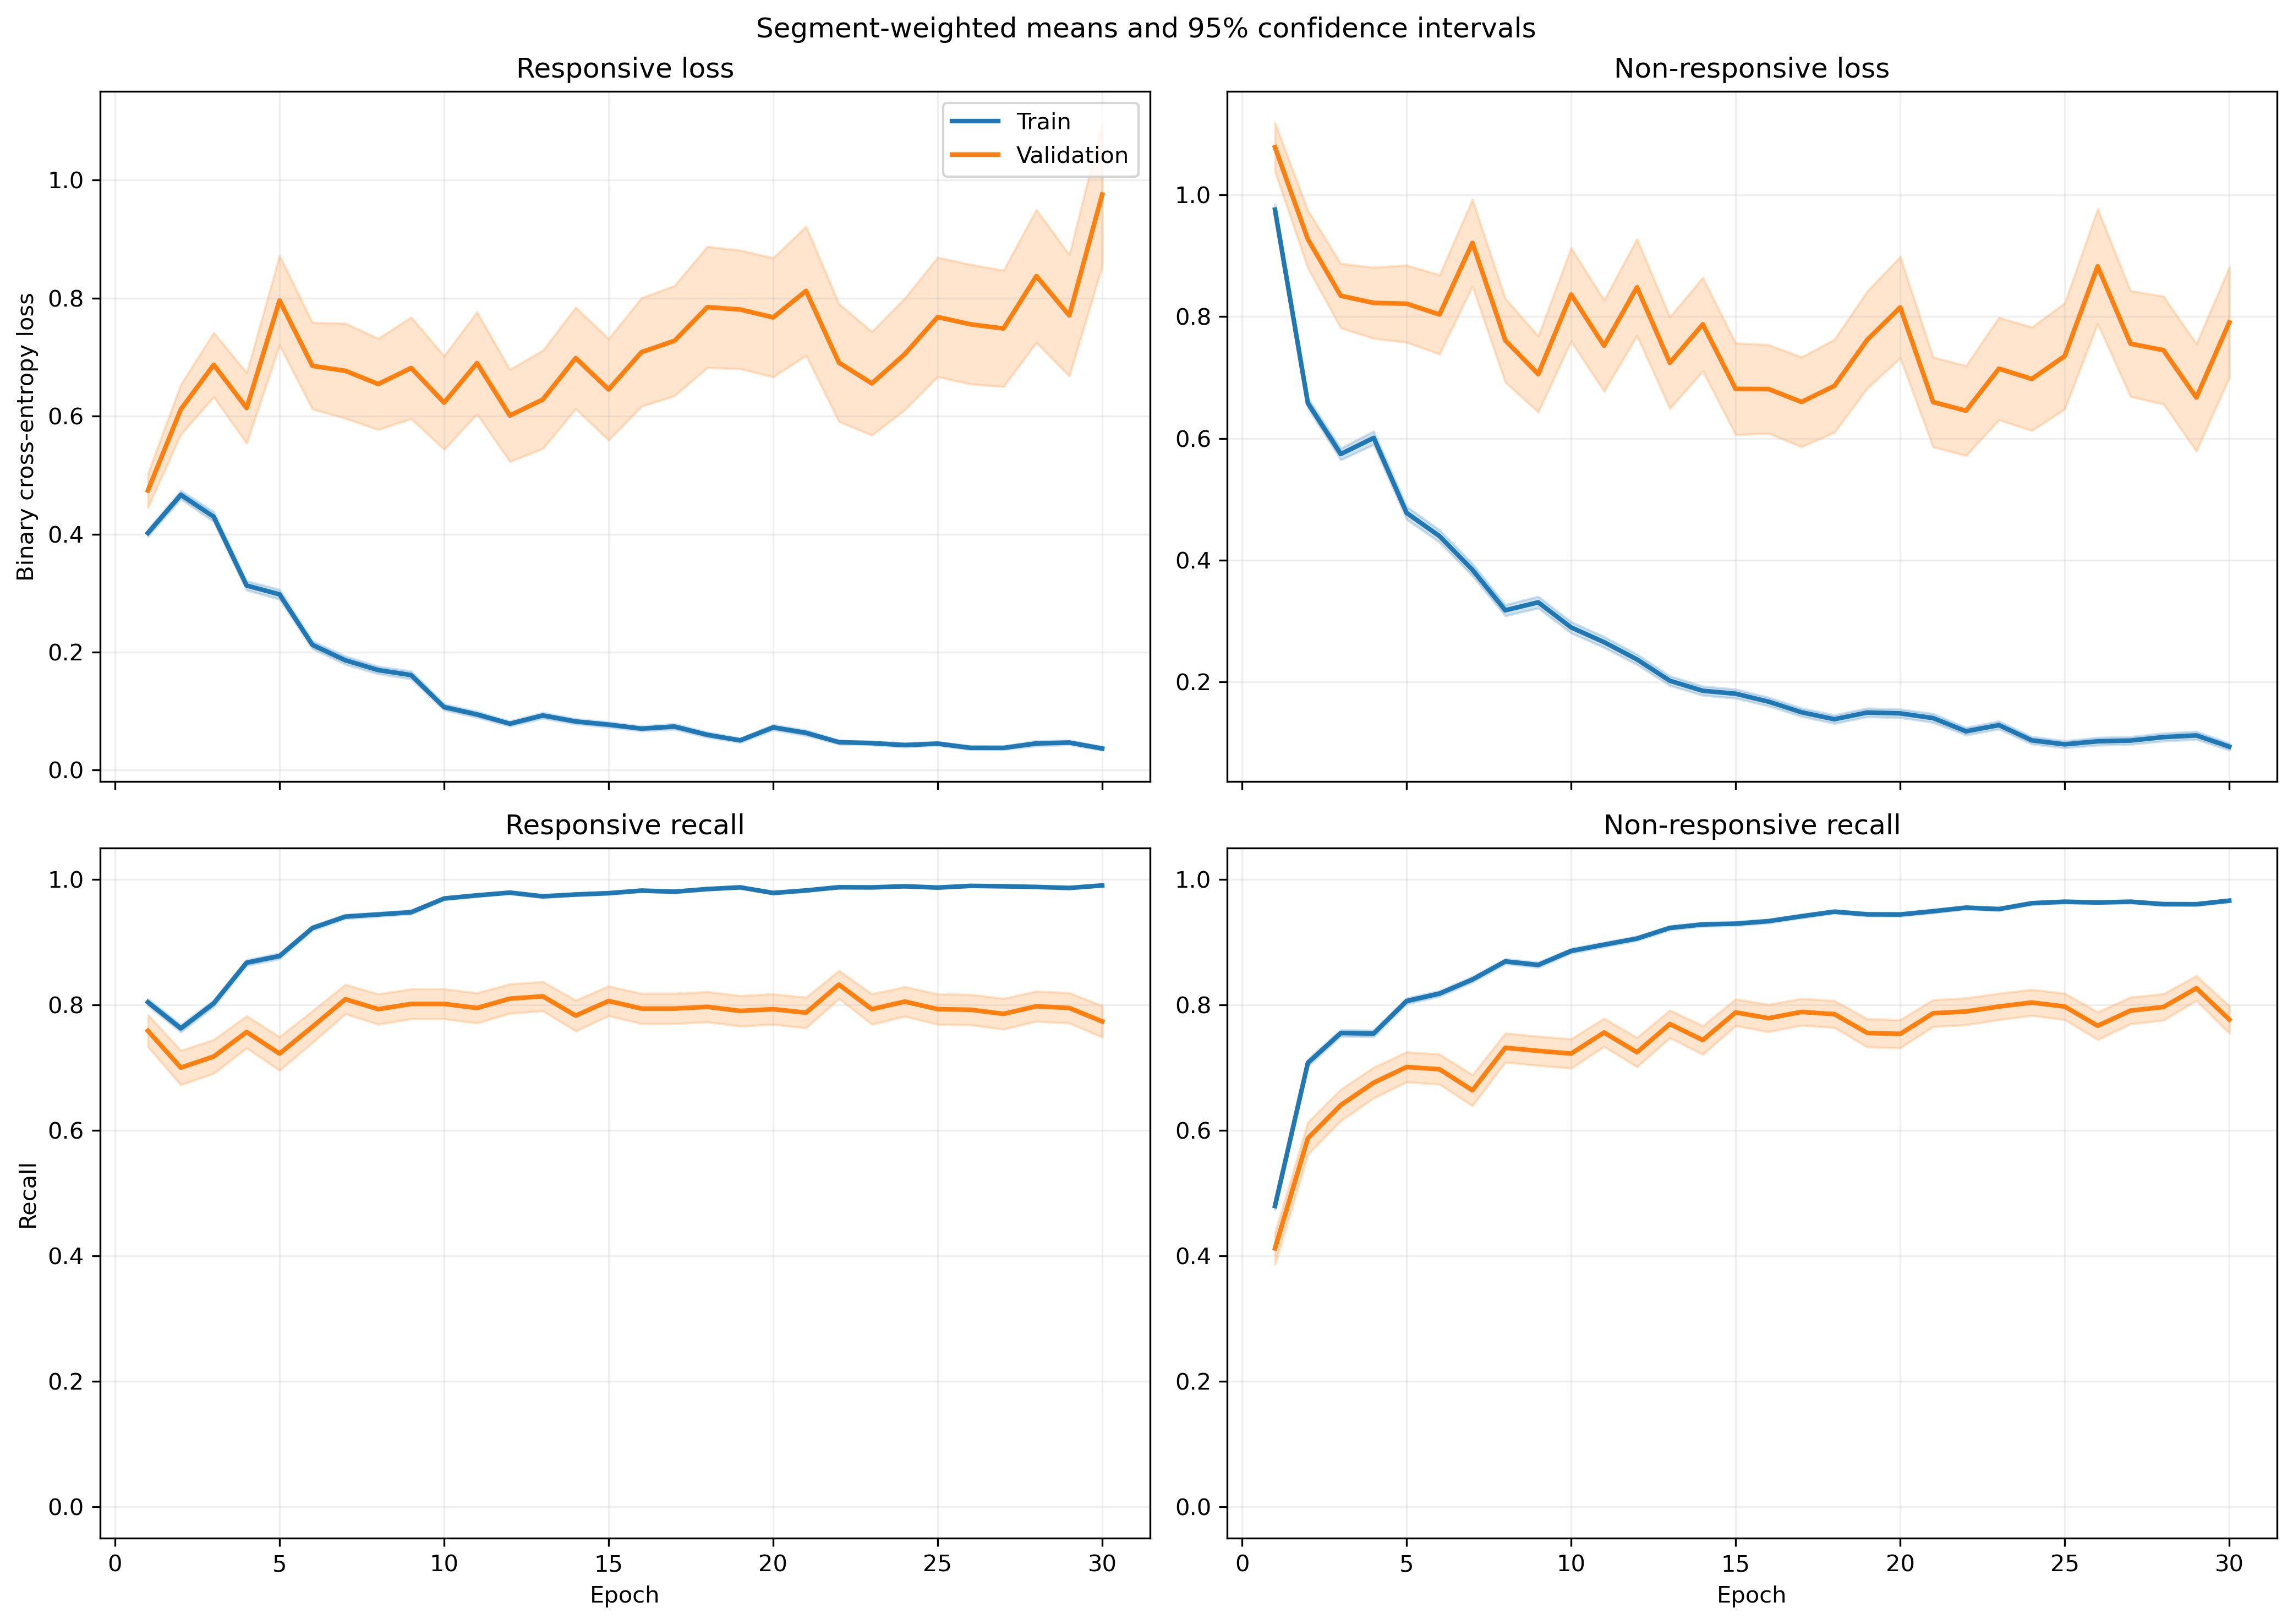 Segment-weighted means and 95% confidence intervals
Responsive loss
Train
Validation
Binary cross-entropy loss
1.0
0.8
0.6
0.4
0.2
0.0
Non-responsive loss
1.0
0.8
0.6
0.4
0.2
Responsive recall
Recall
1.0
0.8
0.6
0.4
0.2
0.0
0 5 10 15 20 25 30
Epoch
Non-responsive recall
1.0
0.8
0.6
0.4
0.2
0.0
0 5 10 15 20 25 30
Epoch